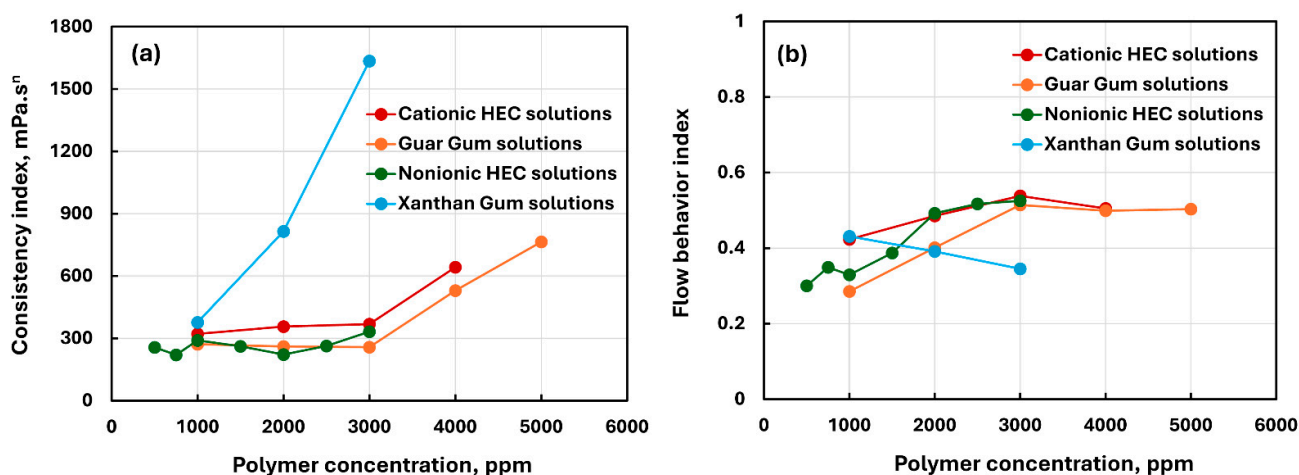 (a)
Consistency index, mPa.sⁿ
1800
1500
1200
900
600
300
0
Cationic HEC solutions
Guar Gum solutions
Nonionic HEC solutions
Xanthan Gum solutions
0 1000 2000 3000 4000 5000 6000
Polymer concentration, ppm
(b)
Flow behavior index
1
0.8
0.6
0.4
0.2
0
Cationic HEC solutions
Guar Gum solutions
Nonionic HEC solutions
Xanthan Gum solutions
0 1000 2000 3000 4000 5000 6000
Polymer concentration, ppm